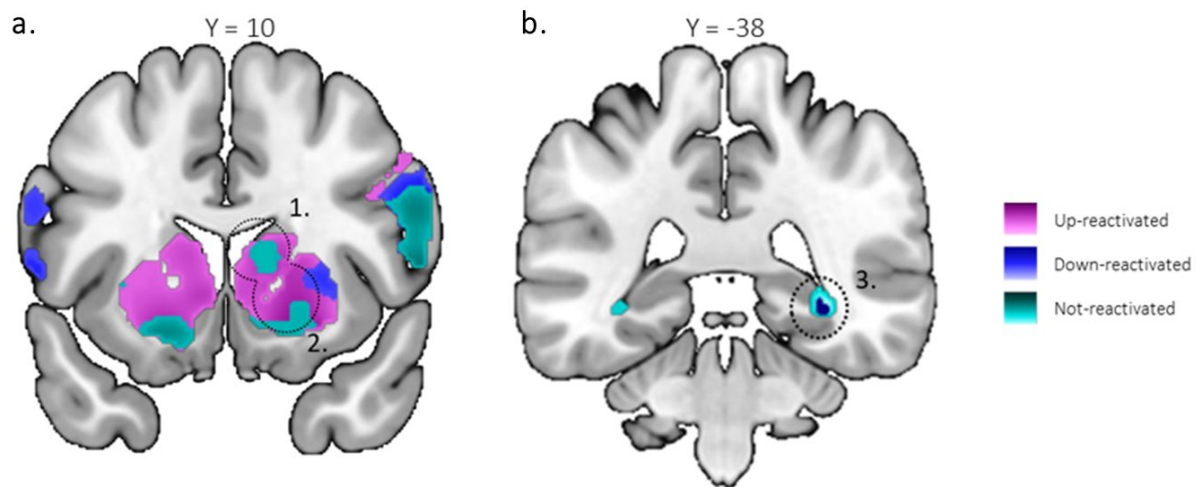 a.
Y = 10
1.
2.
b.
Y = -38
3.
Up-reactivated
Down-reactivated
Not-reactivated